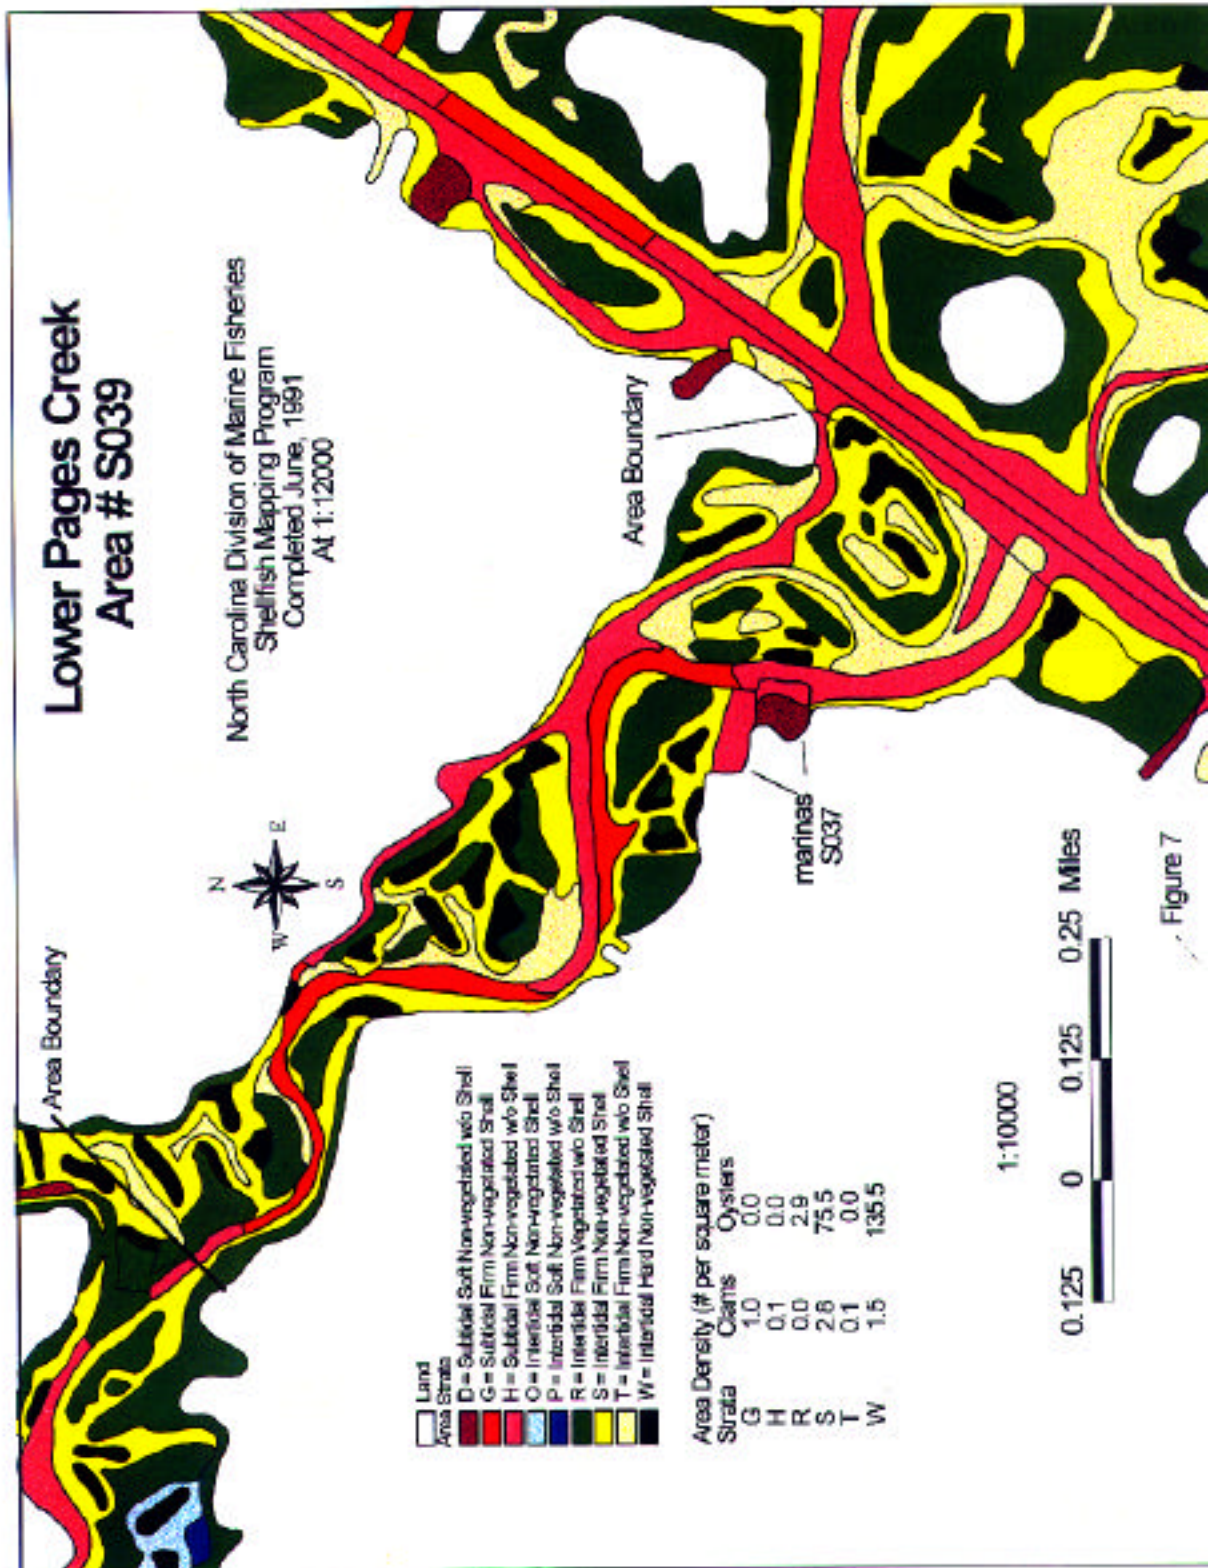 Lower Pages Creek
Area # S039
North Carolina Division of Marine Fisheries
Shellfish Mapping Program
Completed June, 1991
At 1:12000
Area Boundary
N
W
E
S
Area Boundary
marinas
S037
Land
Area Strata
D = Subtidal Soft Non-vegetated w/o Shell
G = Subtidal Firm Non-vegetated Shell
H = Subtidal Firm Non-vegetated w/o Shell
O = Intertidal Soft Non-vegetated Shell
P = Intertidal Soft Non-vegetated w/o Shell
R = Intertidal Firm Vegetated w/o Shell
S = Intertidal Firm Non-vegetated Shell
T = Intertidal Firm Non-vegetated w/o Shell
W = Intertidal Hard Non-vegetated Shell
Area Density (# per square meter)
Strata Clams Oysters
G 1.0 0.0
H 0.1 0.0
R 0.0 2.9
S 2.8 75.5
T 0.1 0.0
W 1.5 135.5
1:10000
0.125 0 0.125 0.25 Miles
Figure 7